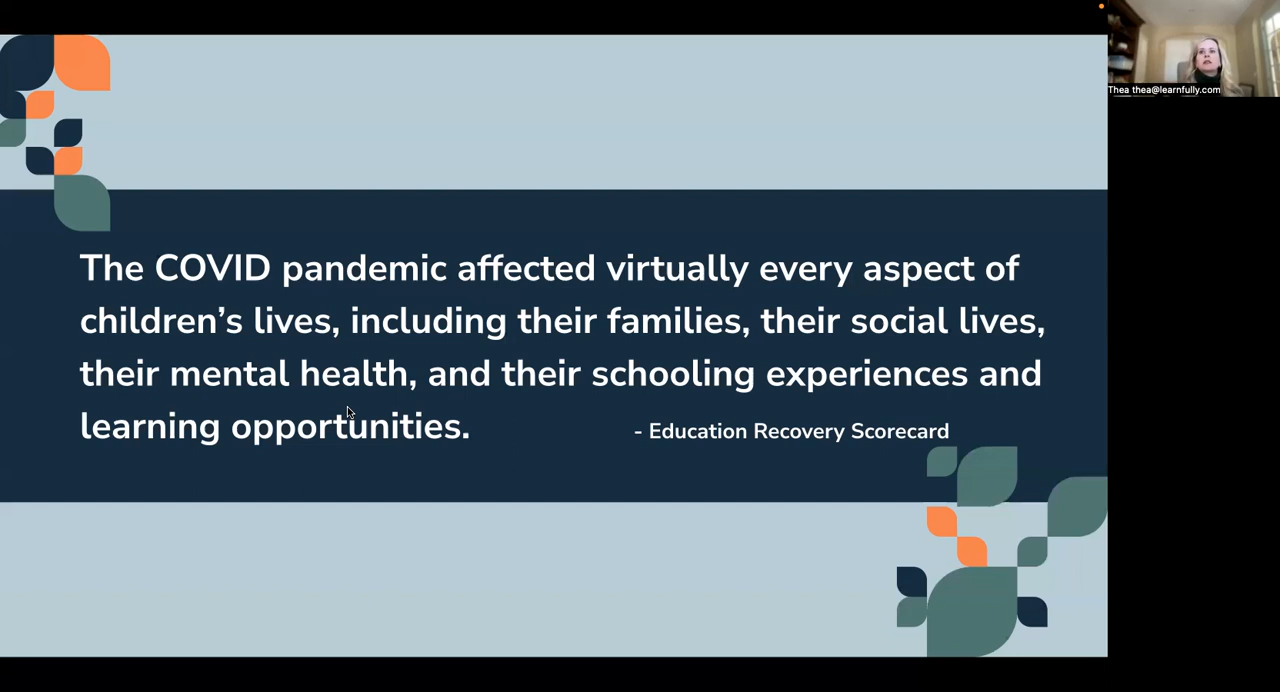 Thea thea@learnfully.com
The COVID pandemic affected virtually every aspect of
children’s lives, including their families, their social lives,
their mental health, and their schooling experiences and
learning opportunities.
- Education Recovery Scorecard